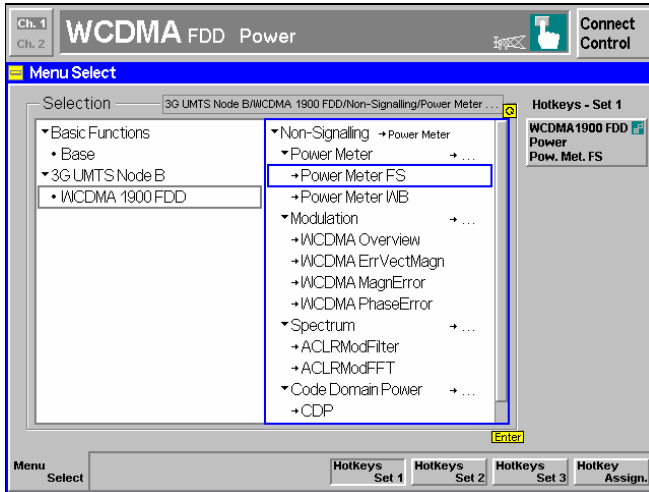 Ch. 1
Ch. 2
WCDMA FDD Power
Connect
Control
Menu Select
Selection
3G UMTS Node B/WCDMA 1900 FDD/Non-Signalling/Power Meter ...
Hotkeys - Set 1
Basic Functions
• Base
3G UMTS Node B
• WCDMA 1900 FDD
Non-Signalling → Power Meter
Power Meter → ...
→ Power Meter FS
→ Power Meter WB
Modulation → ...
→ WCDMA Overview
→ WCDMA ErrVectMagn
→ WCDMA MagnError
→ WCDMA PhaseError
Spectrum → ...
→ ACLRModFilter
→ ACLRModFFT
Code Domain Power → ...
→ CDP
WCDMA1900 FDD
Power
Pow. Met. FS
Enter
Menu
Select
Hotkeys
Set 1
Hotkeys
Set 2
Hotkeys
Set 3
Hotkey
Assign.